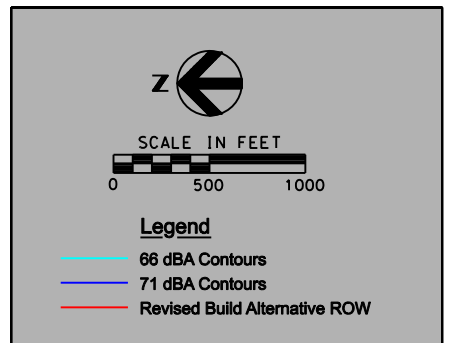 N
SCALE IN FEET
0 500 1000
Legend
66 dBA Contours
71 dBA Contours
Revised Build Alternative ROW